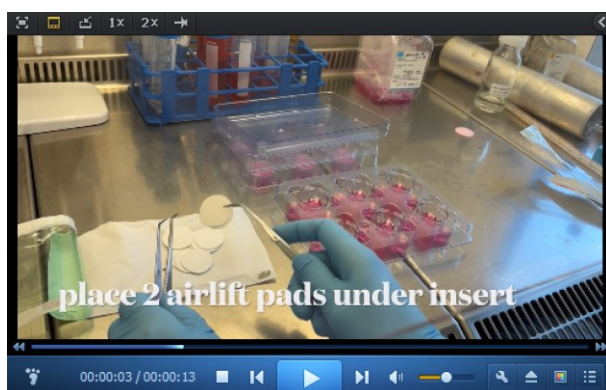 1x 2x
place 2 airlift pads under insert
00:00:03 / 00:00:13